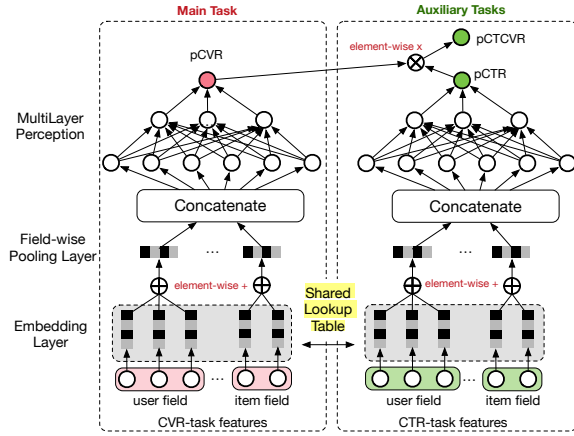 Main Task
Auxiliary Tasks
pCTCVR
element-wise x
pCVR
pCTR
MultiLayer
Perception
Concatenate
Concatenate
Field-wise
Pooling Layer
...
...
element-wise +
element-wise +
Shared
Lookup
Table
Embedding
Layer
...
...
user field
item field
user field
item field
CVR-task features
CTR-task features